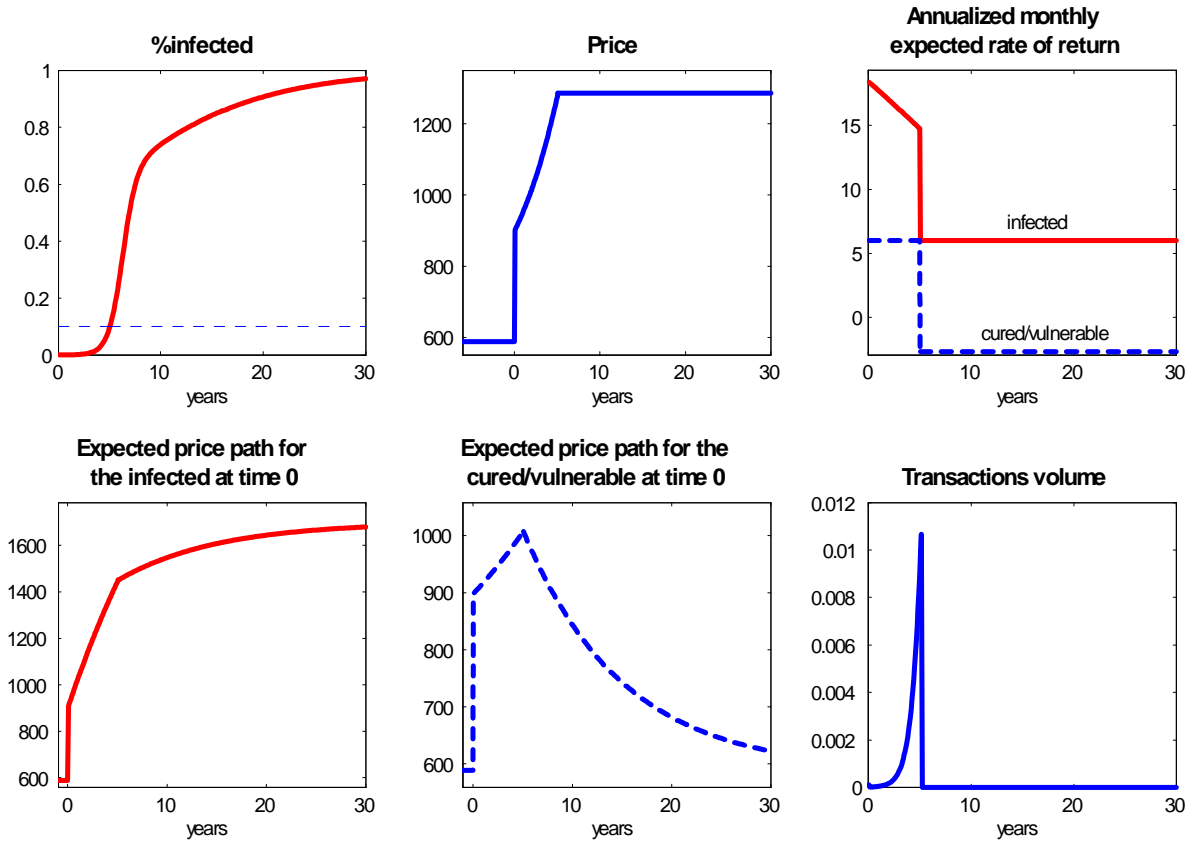 %infected
1
0.8
0.6
0.4
0.2
0
0 10 20 30
years
Price
1200
1000
800
600
0 10 20 30
years
Annualized monthly
expected rate of return
15
10
5
0
infected
cured/vulnerable
0 10 20 30
years
Expected price path for
the infected at time 0
1600
1400
1200
1000
800
600
0 10 20 30
years
Expected price path for the
cured/vulnerable at time 0
1000
900
800
700
600
0 10 20 30
years
Transactions volume
0.012
0.01
0.008
0.006
0.004
0.002
0
0 10 20 30
years